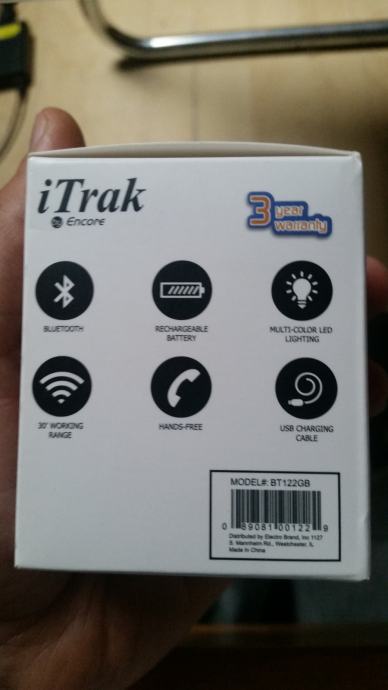 iTrak
by Encore
3 year warranty
BLUETOOTH
RECHARGEABLE
BATTERY
MULTI-COLOR LED
LIGHTING
30' WORKING
RANGE
HANDS-FREE
USB CHARGING
CABLE
MODEL#: BT122GB
0 89081 00122 9
Distributed by Electro Brand, Inc 1127
S. Mannheim Rd., Westchester, IL
Made In China